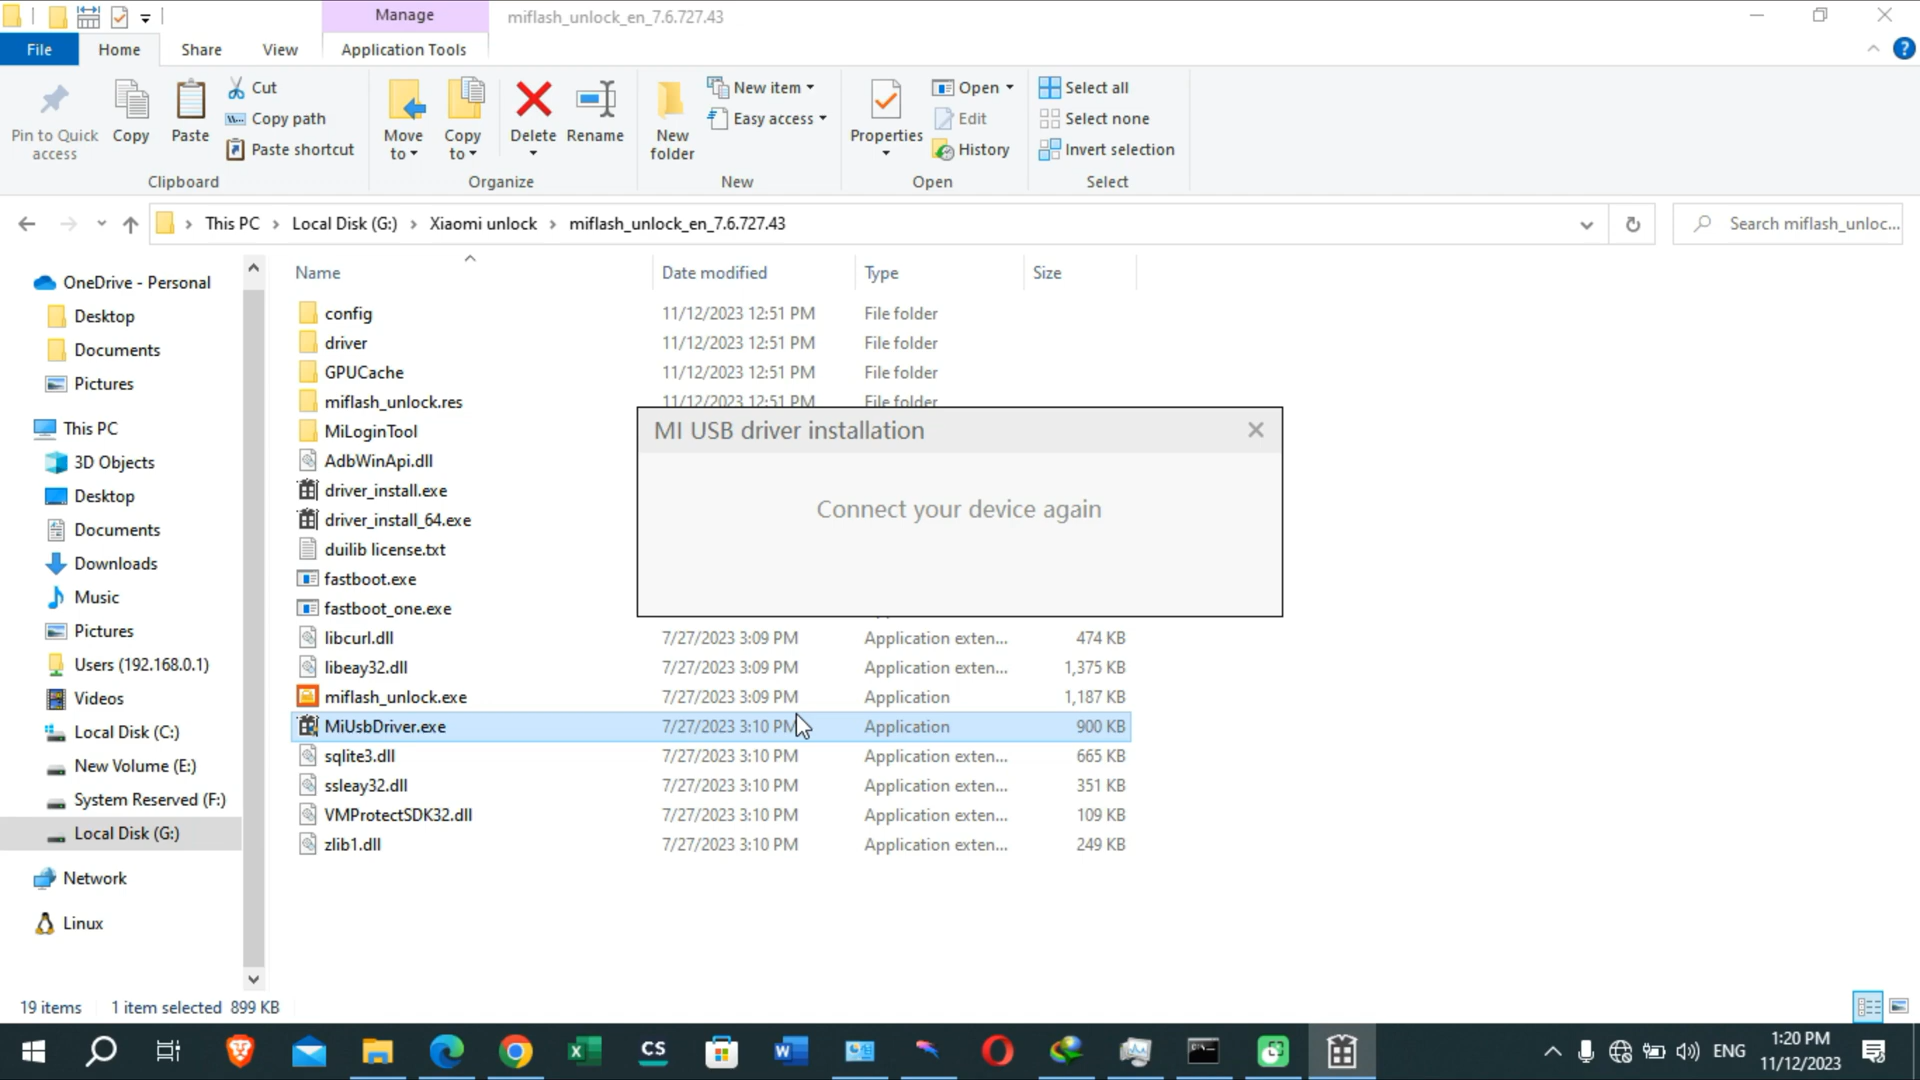 Manage
miflash_unlock_en_7.6.727.43
File
Home
Share
View
Application Tools
Pin to Quick access
Copy
Paste
Cut
Copy path
Paste shortcut
Move to
Copy to
Delete
Rename
New folder
New item
Easy access
Properties
Open
Edit
History
Select all
Select none
Invert selection
Clipboard
Organize
New
Open
Select
This PC
Local Disk (G:)
Xiaomi unlock
miflash_unlock_en_7.6.727.43
Search miflash_unloc...
OneDrive - Personal
Desktop
Documents
Pictures
This PC
3D Objects
Desktop
Documents
Downloads
Music
Pictures
Users (192.168.0.1)
Videos
Local Disk (C:)
New Volume (E:)
System Reserved (F:)
Local Disk (G:)
Network
Linux
Name Date modified Type Size
config 11/12/2023 12:51 PM File folder
driver 11/12/2023 12:51 PM File folder
GPUCache 11/12/2023 12:51 PM File folder
miflash_unlock.res 11/12/2023 12:51 PM File folder
MiLoginTool
AdbWinApi.dll
driver_install.exe
driver_install_64.exe
duilib license.txt
fastboot.exe
fastboot_one.exe
libcurl.dll 7/27/2023 3:09 PM Application exten... 474 KB
libeay32.dll 7/27/2023 3:09 PM Application exten... 1,375 KB
miflash_unlock.exe 7/27/2023 3:09 PM Application 1,187 KB
MiUsbDriver.exe 7/27/2023 3:10 PM Application 900 KB
sqlite3.dll 7/27/2023 3:10 PM Application exten... 665 KB
ssleay32.dll 7/27/2023 3:10 PM Application exten... 351 KB
VMProtectSDK32.dll 7/27/2023 3:10 PM Application exten... 109 KB
zlib1.dll 7/27/2023 3:10 PM Application exten... 249 KB
MI USB driver installation
Connect your device again
19 items 1 item selected 899 KB
CS
ENG
1:20 PM
11/12/2023